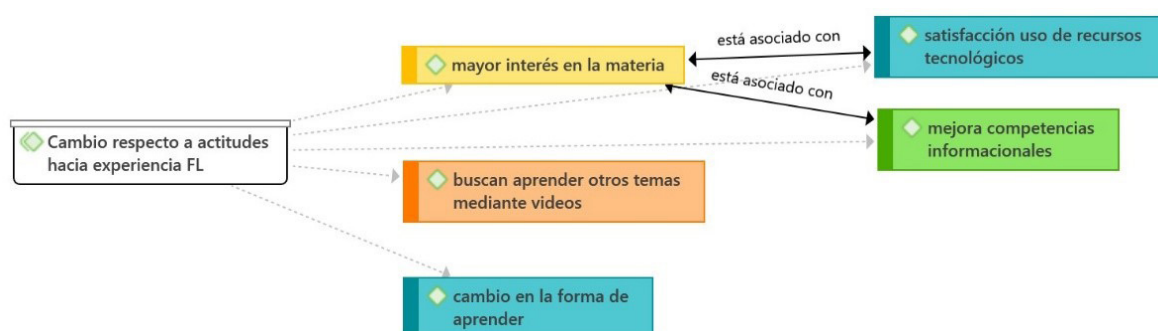 está asociado con
satisfacción uso de recursos
tecnológicos
mayor interés en la materia
está asociado con
Cambio respecto a actitudes
hacia experiencia FL
mejora competencias
informacionales
buscan aprender otros temas
mediante videos
cambio en la forma de
aprender